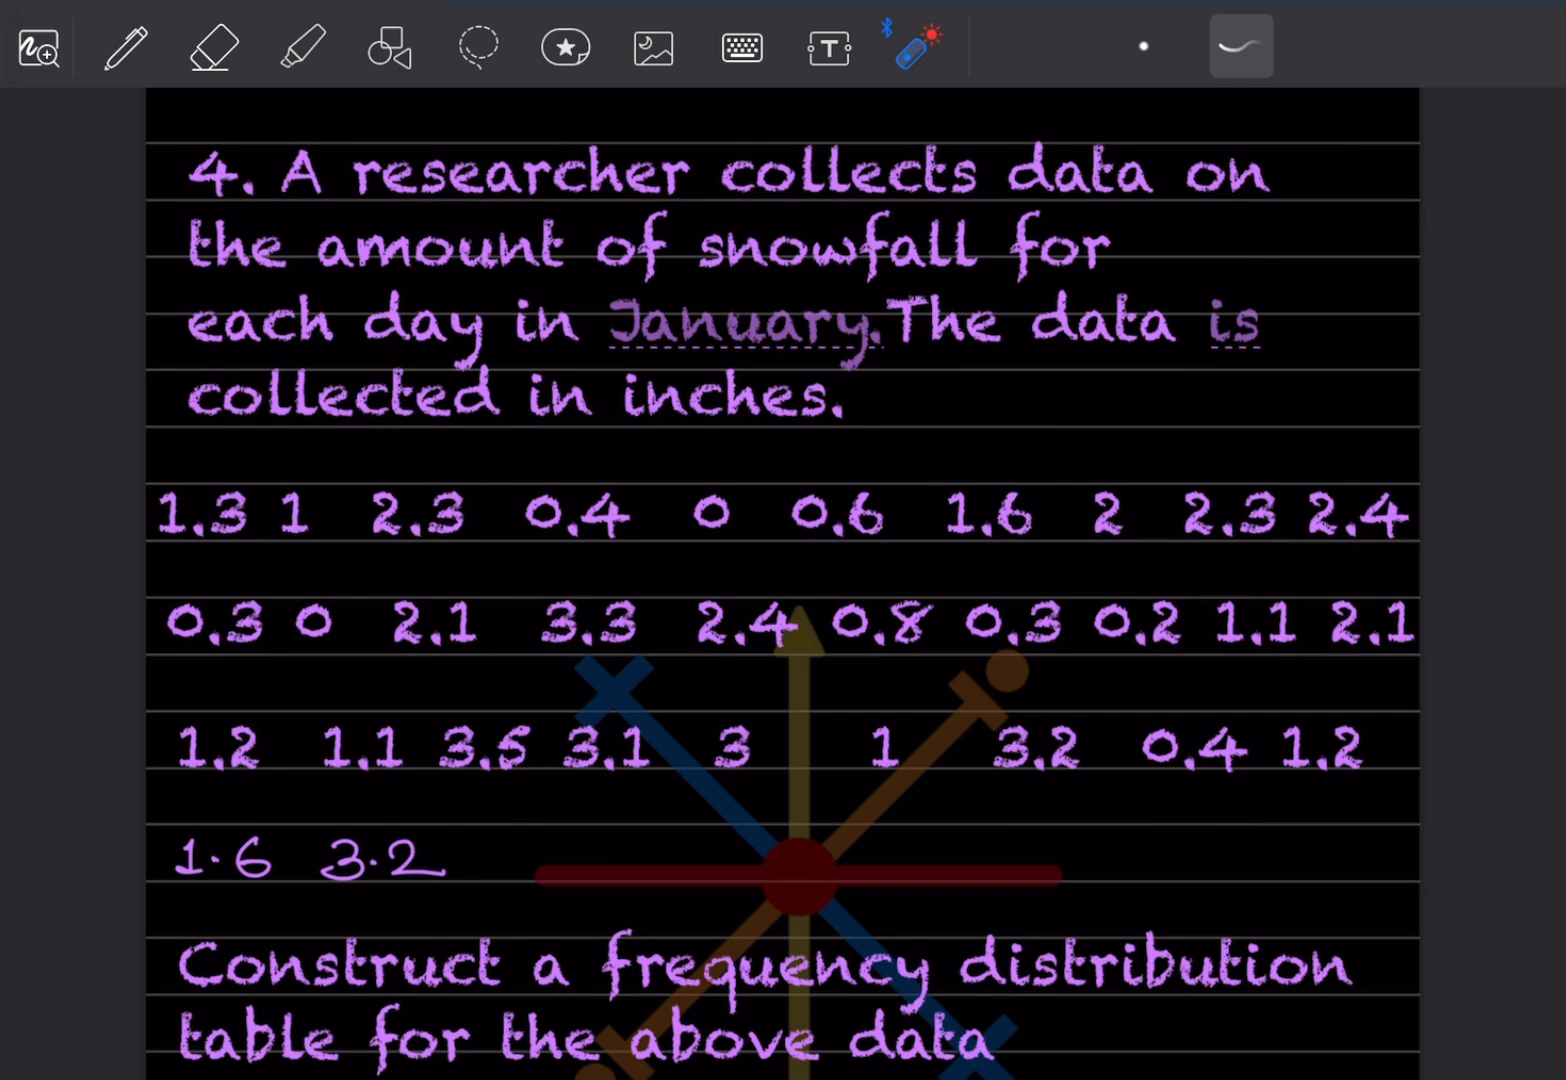 4. A researcher collects data on
the amount of snowfall for
each day in January.The data is
collected in inches.
1.3 1 2.3 0.4 0 0.6 1.6 2 2.3 2.4
0.3 0 2.1 3.3 2.4 0.8 0.3 0.2 1.1 2.1
1.2 1.1 3.5 3.1 3 1 3.2 0.4 1.2
1.6 3.2
Construct a frequency distribution
table for the above data